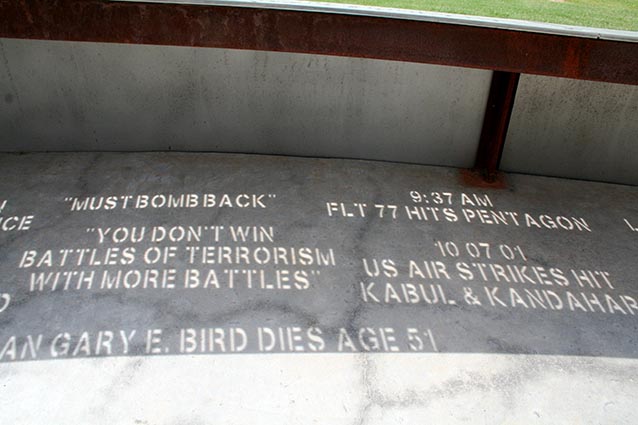 "MUST BOMB BACK"
"YOU DON'T WIN
BATTLES OF TERRORISM
WITH MORE BATTLES"
9:37 AM
FLT 77 HITS PENTAGON
10 07 01
US AIR STRIKES HIT
KABUL & KANDAHAR
GARY E. BIRD DIES AGE 51